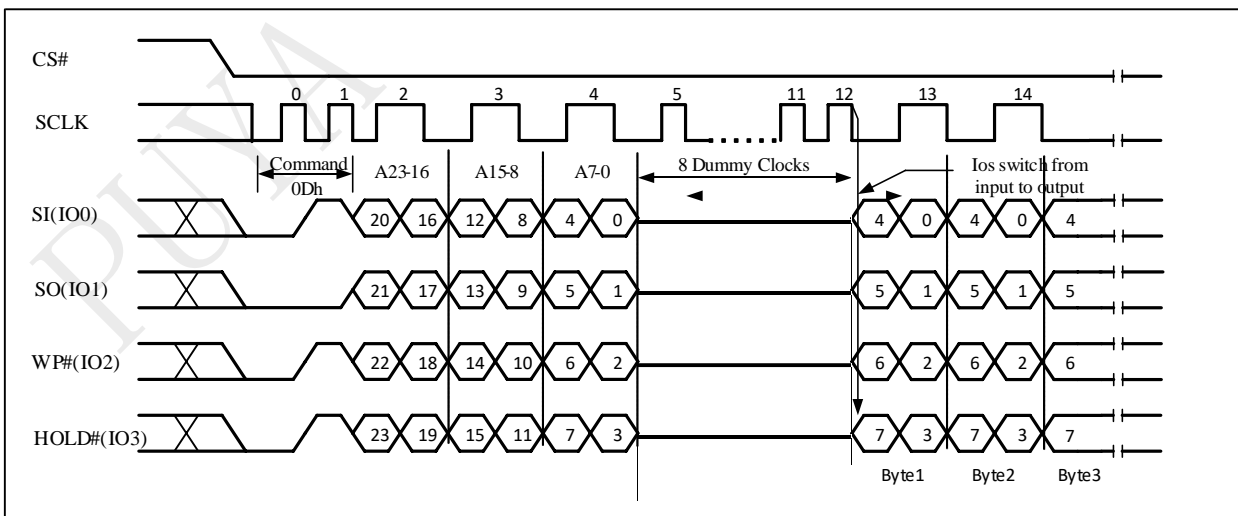 PUYA
CS#
SCLK
0 1 2 3 4 5 11 12 13 14
Command
0Dh
A23-16 A15-8 A7-0
8 Dummy Clocks
Ios switch from
input to output
SI(IO0) 20 16 12 8 4 0 4 0 4 0 4
SO(IO1) 21 17 13 9 5 1 5 1 5 1 5
WP#(IO2) 22 18 14 10 6 2 6 2 6 2 6
HOLD#(IO3) 23 19 15 11 7 3 7 3 7 3 7
Byte1 Byte2 Byte3